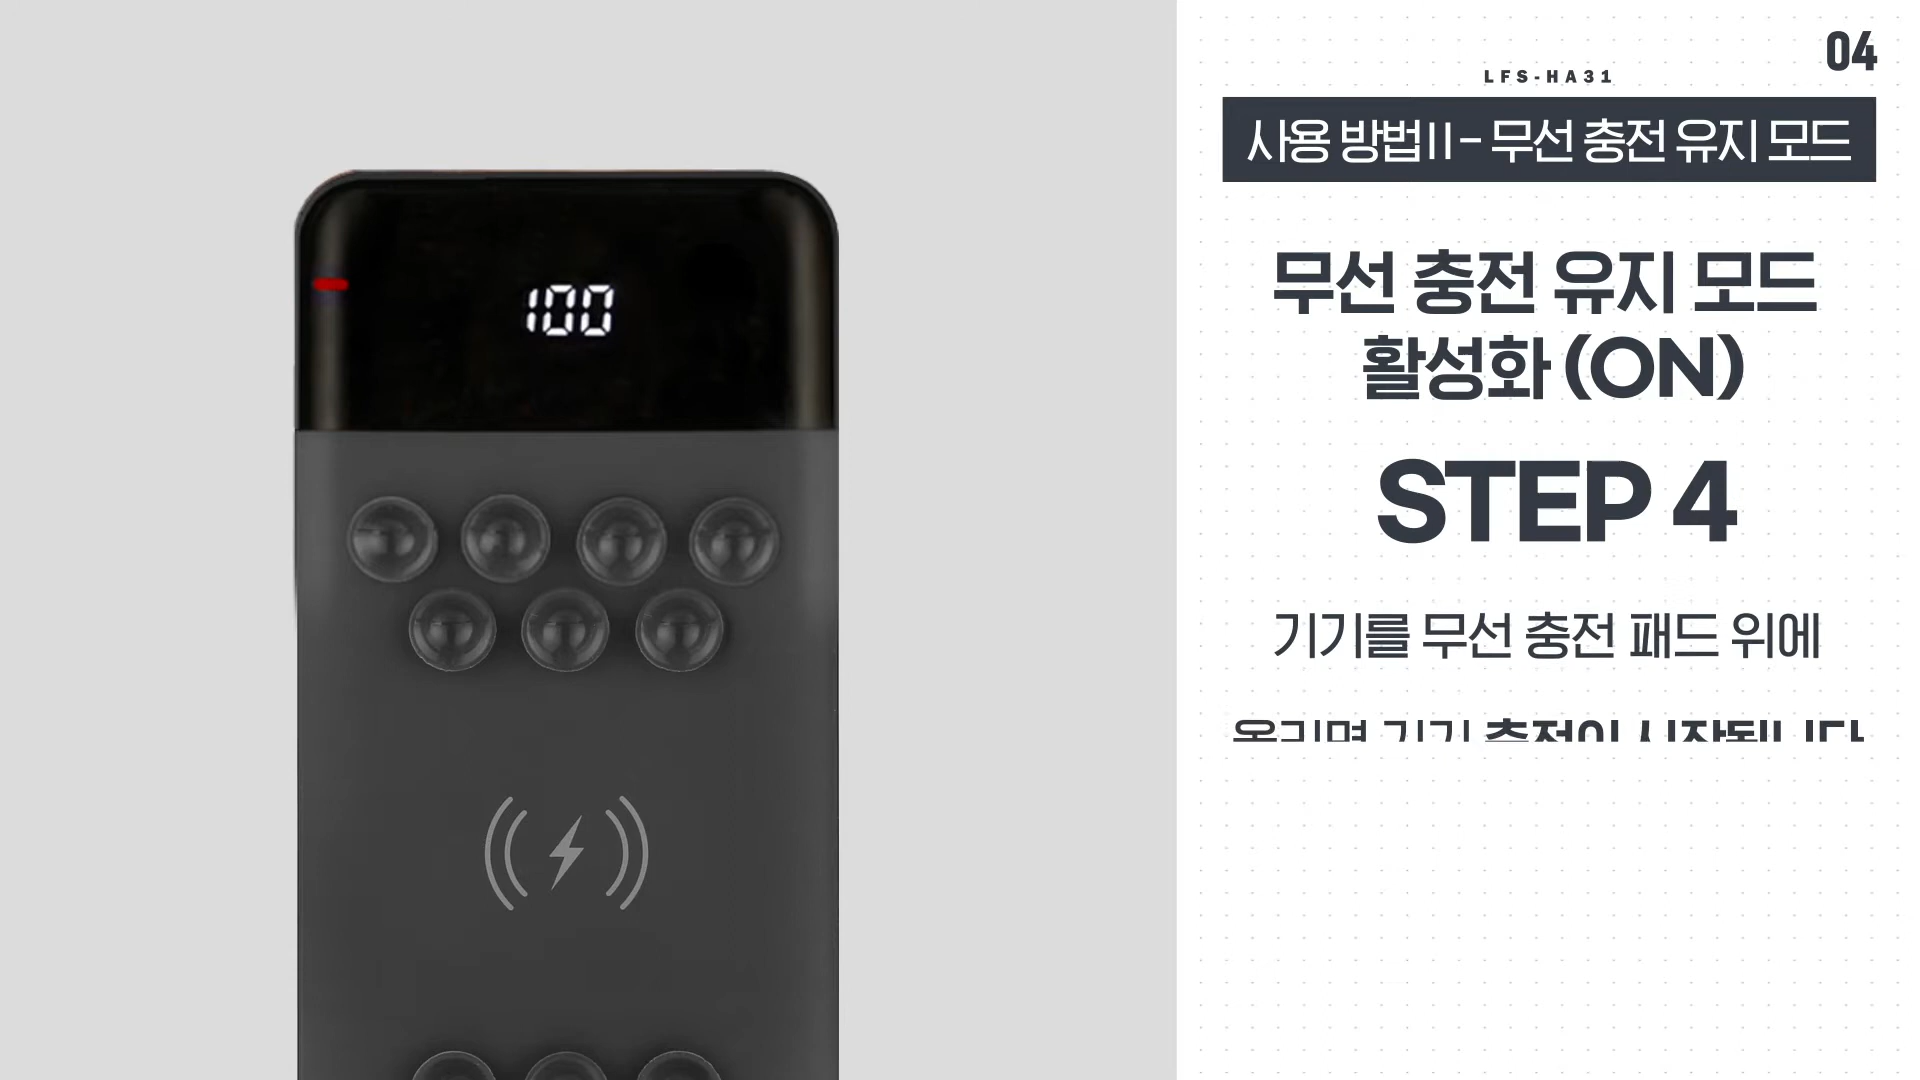 100
04
LFS-HA31
사용 방법II - 무선 충전 유지 모드
무선 충전 유지 모드
활성화 (ON)
STEP 4
기기를 무선 충전 패드 위에